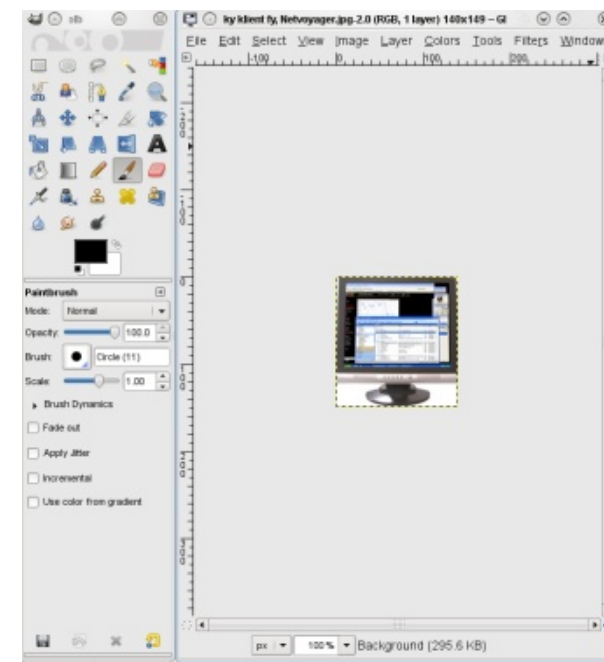 ky klient fy, Netvoyager.jpg-2.0 (RGB, 1 layer) 140x149 – GI
File Edit Select View Image Layer Colors Tools Filters Window
-100 0 100 200
Paintbrush
Mode: Normal
Opacity: 100.0
Brush: Circle (11)
Scale: 1.00
Brush Dynamics
Fade out
Apply Jitter
Incremental
Use color from gradient
px 100% Background (295.6 KB)